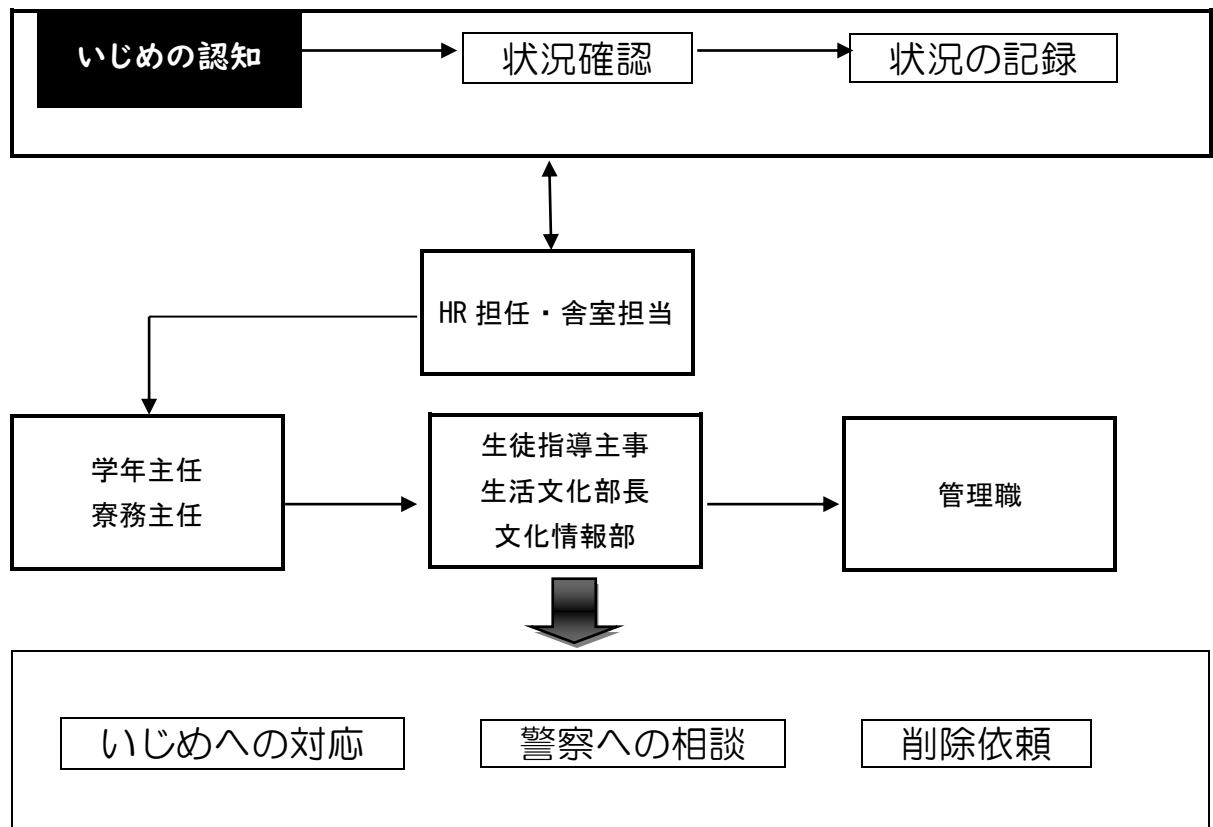 いじめの認知
状況確認
状況の記録
HR担任・舎室担当
学年主任
寮務主任
生徒指導主事
生活文化部長
文化情報部
管理職
いじめへの対応
警察への相談
削除依頼